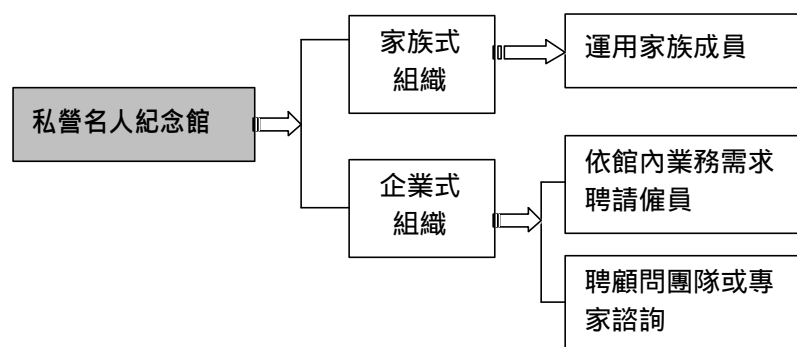 家族式
組織
運用家族成員
私營名人紀念館
企業式
組織
依館內業務需求
聘請僱員
聘顧問團隊或專
家諮詢